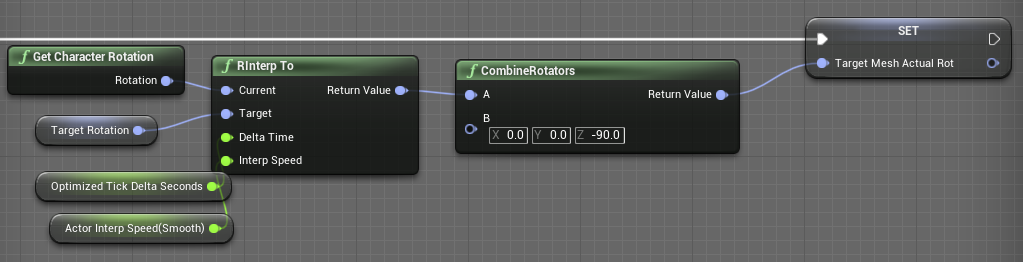 SET
Target Mesh Actual Rot
f Get Character Rotation
Rotation
f RInterp To
Current
Return Value
Target
Delta Time
Interp Speed
f CombineRotators
A
Return Value
B
X 0.0 Y 0.0 Z -90.0
Target Rotation
Optimized Tick Delta Seconds
Actor Interp Speed(Smooth)